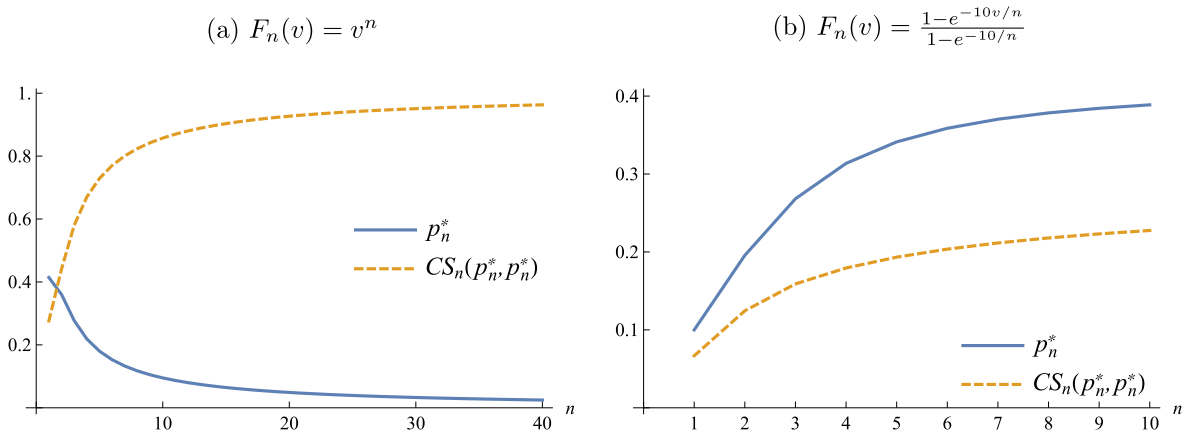 (a) F_n(v) = v^n
1.
0.8
0.6
0.4
0.2
10
20
30
40
n
p_n^*
CS_n(p_n^*, p_n^*)
(b) F_n(v) = \frac{1-e^{-10v/n}}{1-e^{-10/n}}
0.4
0.3
0.2
0.1
1
2
3
4
5
6
7
8
9
10
n
p_n^*
CS_n(p_n^*, p_n^*)